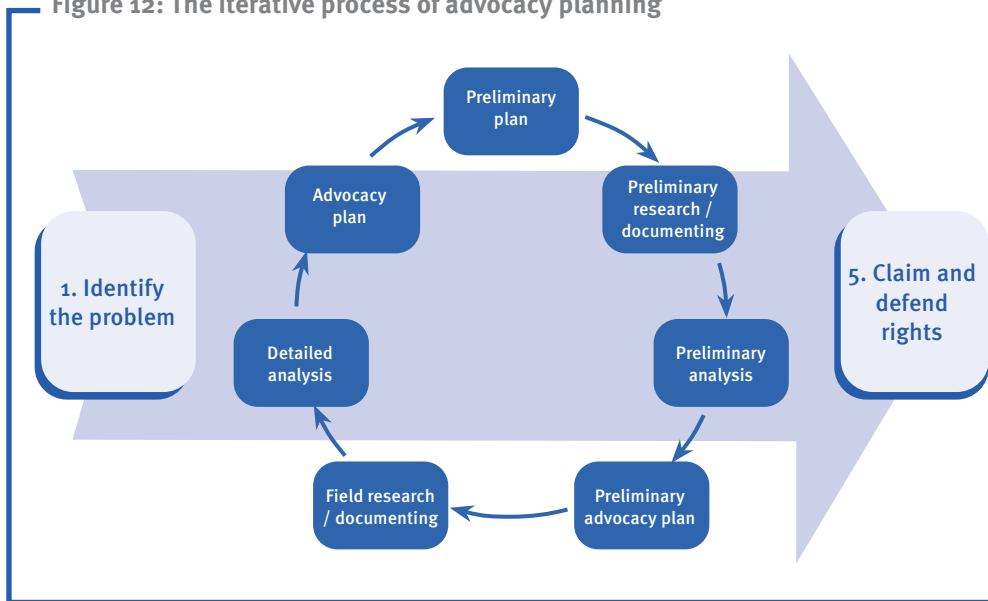 Figure 12: The iterative process of advocacy planning
Preliminary
plan
Advocacy
plan
Preliminary
research /
documenting
1. Identify
the problem
5. Claim and
defend
rights
Detailed
analysis
Preliminary
analysis
Field research
/ documenting
Preliminary
advocacy plan